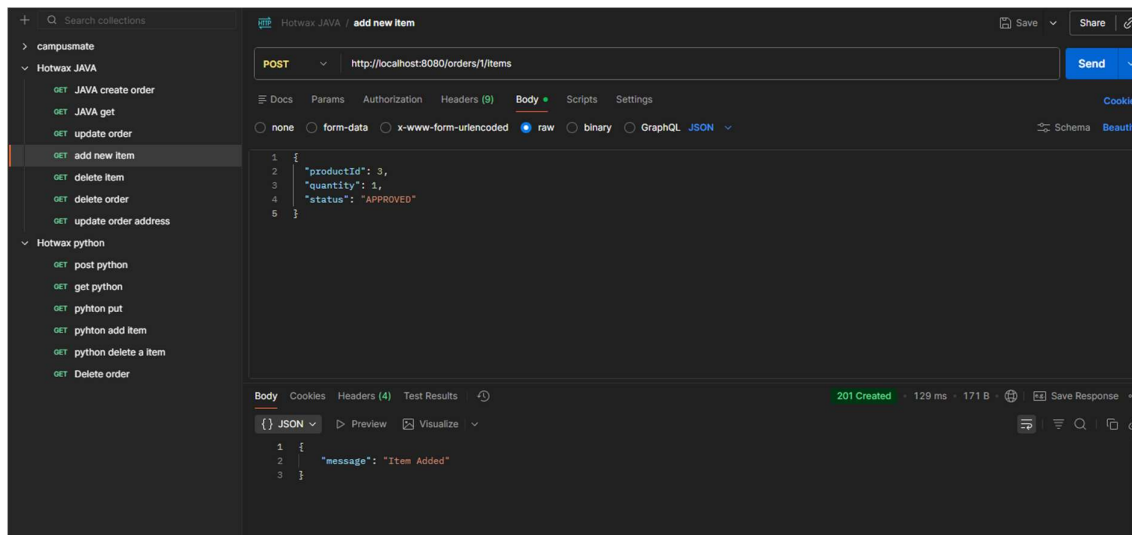 Search collections
campusmate
Hotwax JAVA
GET JAVA create order
GET JAVA get
GET update order
GET add new item
GET delete item
GET delete order
GET update order address
Hotwax python
GET post python
GET get python
GET pyhton put
GET pyhton add item
GET python delete a item
GET Delete order
HTTP Hotwax JAVA / add new item
Save Share
POST http://localhost:8080/orders/1/items
Send
Docs Params Authorization Headers (9) Body Scripts Settings
Cookie
none form-data x-www-form-urlencoded raw binary GraphQL JSON
Schema Beauti
1 {
2 "productId": 3,
3 "quantity": 1,
4 "status": "APPROVED"
5 }
Body Cookies Headers (4) Test Results
201 Created 129 ms 171 B Save Response
{} JSON Preview Visualize
1 {
2 "message": "Item Added"
3 }